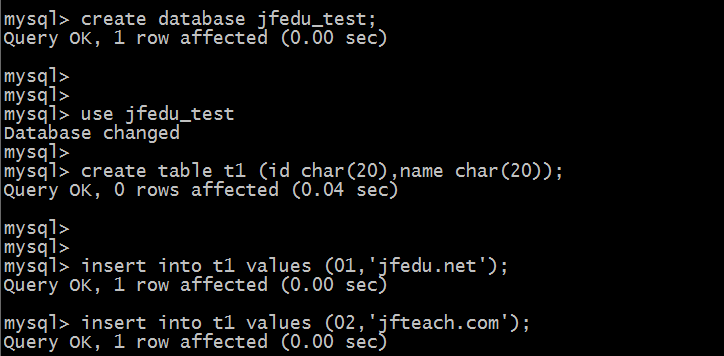 mysql> create database jfedu_test;
Query OK, 1 row affected (0.00 sec)
mysql>
mysql>
mysql> use jfedu_test
Database changed
mysql>
mysql> create table t1 (id char(20),name char(20));
Query OK, 0 rows affected (0.04 sec)
mysql>
mysql>
mysql> insert into t1 values (01,'jfedu.net');
Query OK, 1 row affected (0.00 sec)
mysql> insert into t1 values (02,'jfteach.com');
Query OK, 1 row affected (0.00 sec)